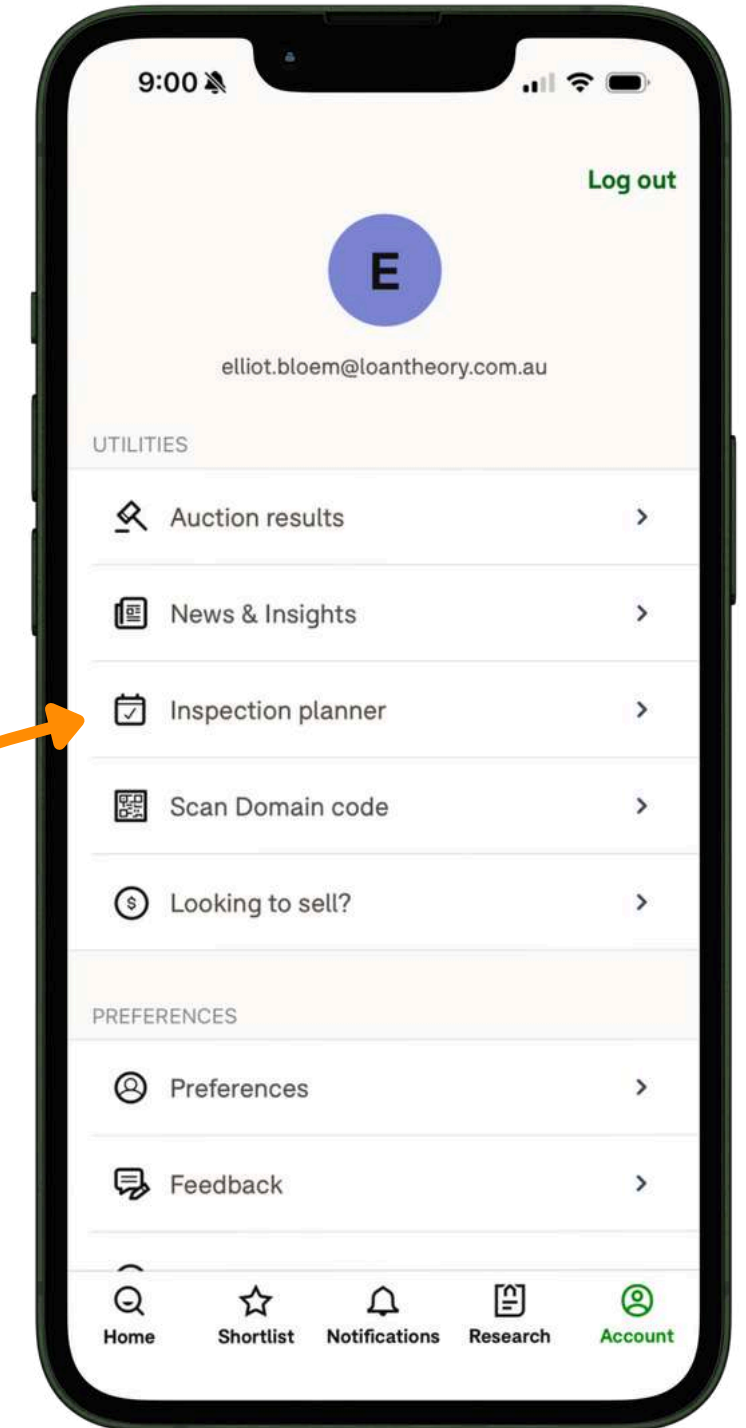 9:00
Log out
E
elliot.bloem@loantheory.com.au
UTILITIES
Auction results
News & Insights
Inspection planner
Scan Domain code
Looking to sell?
PREFERENCES
Preferences
Feedback
Home Shortlist Notifications Research Account